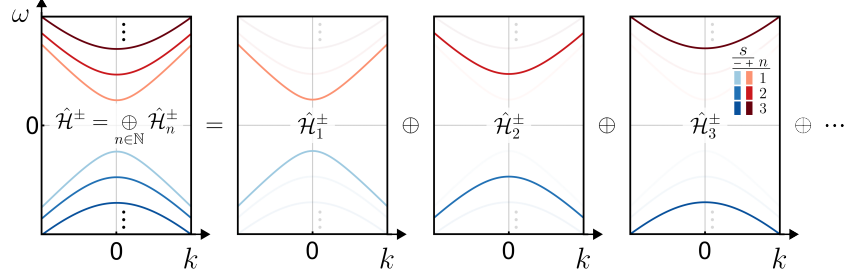 ω
s
− + n
1
0 Ĥ^± = ⊕_{n∈ℕ} Ĥ_n^± = Ĥ_1^± ⊕ Ĥ_2^± ⊕ Ĥ_3^± ⊕ ...
2
3
0 k 0 k 0 k 0 k